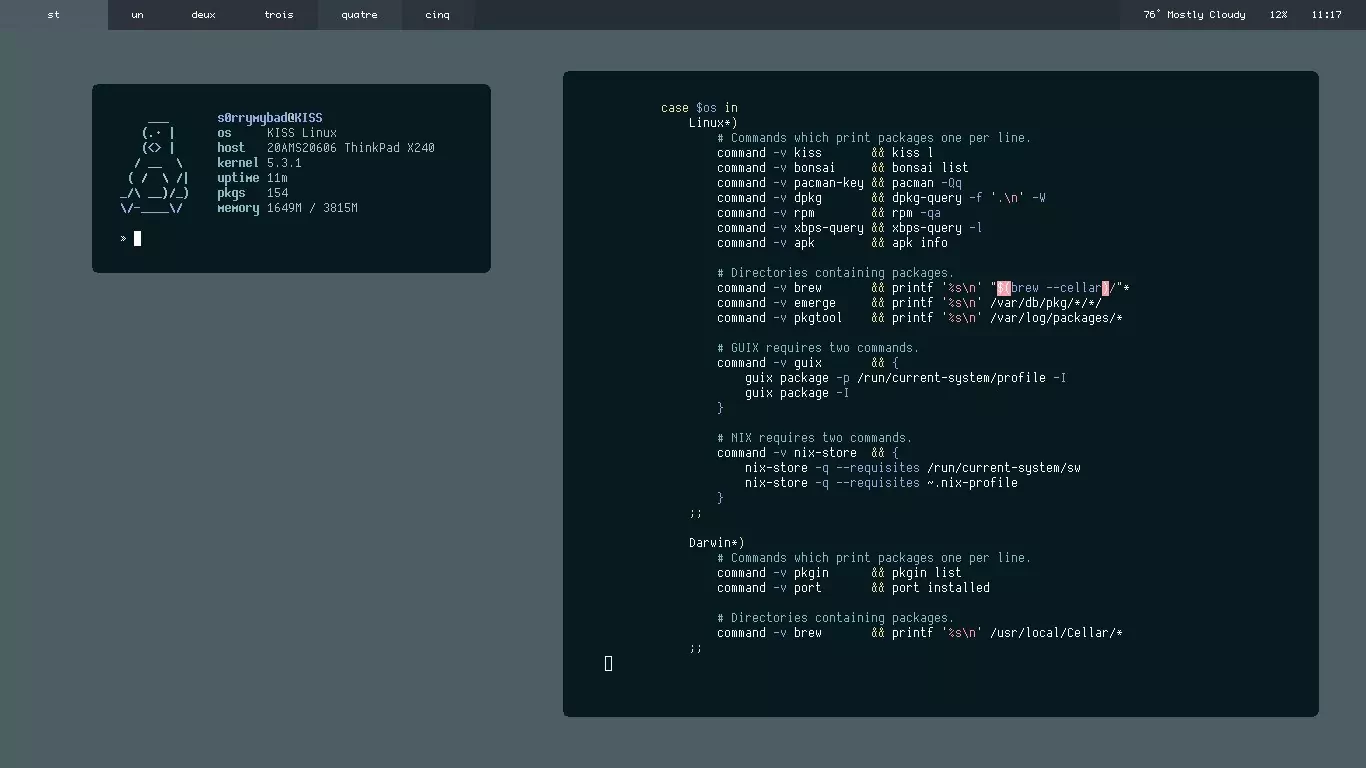 st un deux trois quatre cinq 76° Mostly Cloudy 12% 11:17
s0rrymybad@KISS
os KISS Linux
host 20AMS20606 ThinkPad X240
kernel 5.3.1
uptime 11m
pkgs 154
memory 1649M / 3815M
»
case $os in
Linux*)
# Commands which print packages one per line.
command -v kiss && kiss l
command -v bonsai && bonsai list
command -v pacman-key && pacman -Qq
command -v dpkg && dpkg-query -f '.\n' -W
command -v rpm && rpm -qa
command -v xbps-query && xbps-query -l
command -v apk && apk info
# Directories containing packages.
command -v brew && printf '%s\n' "$(brew --cellar)/"*
command -v emerge && printf '%s\n' /var/db/pkg/*/*/
command -v pkgtool && printf '%s\n' /var/log/packages/*
# GUIX requires two commands.
command -v guix && {
guix package -p /run/current-system/profile -I
guix package -I
}
# NIX requires two commands.
command -v nix-store && {
nix-store -q --requisites /run/current-system/sw
nix-store -q --requisites ~.nix-profile
}
;;
Darwin*)
# Commands which print packages one per line.
command -v pkgin && pkgin list
command -v port && port installed
# Directories containing packages.
command -v brew && printf '%s\n' /usr/local/Cellar/*
;;